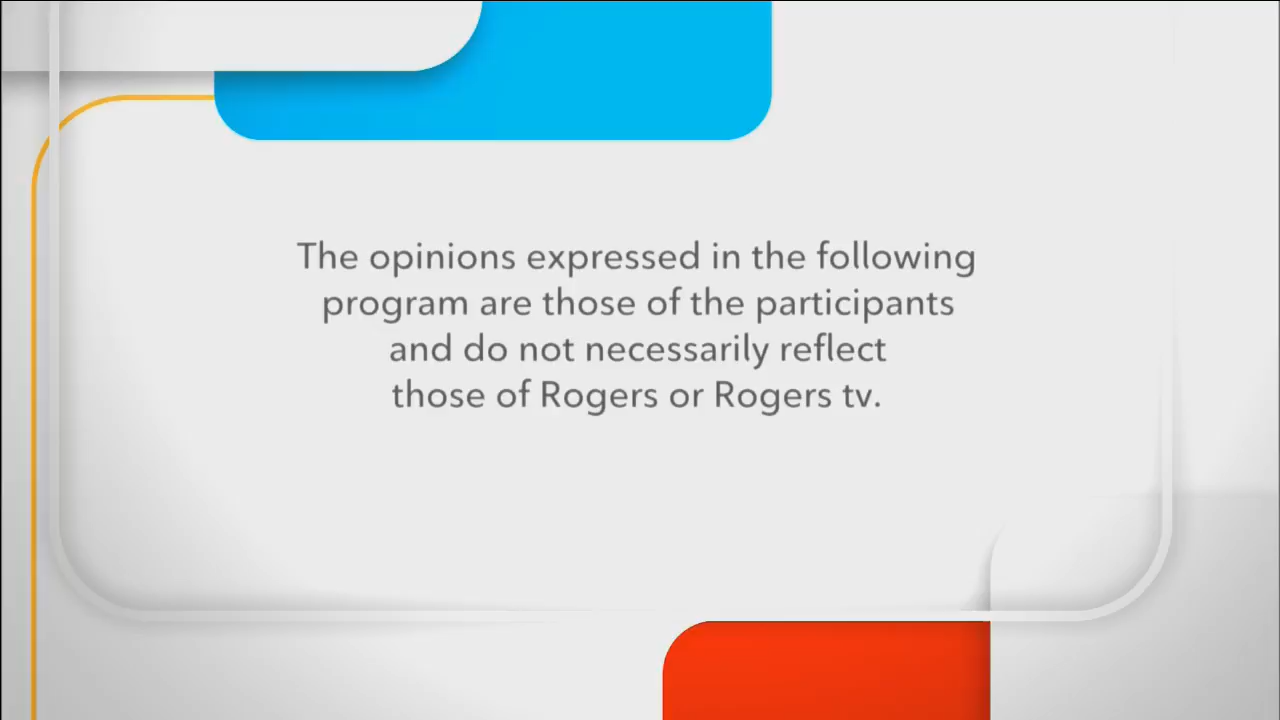 The opinions expressed in the following
program are those of the participants
and do not necessarily reflect
those of Rogers or Rogers tv.